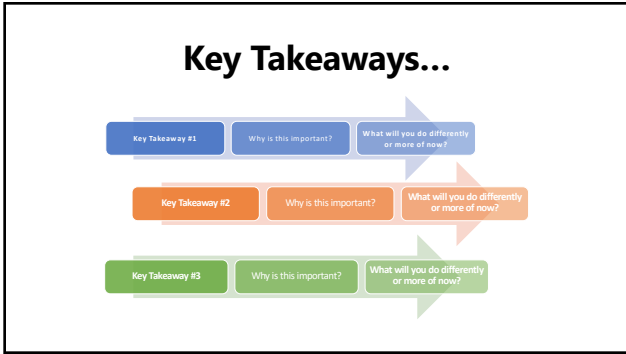 Key Takeaways...
Key Takeaway #1
Why is this important?
What will you do differently
or more of now?
Key Takeaway #2
Why is this important?
What will you do differently
or more of now?
Key Takeaway #3
Why is this important?
What will you do differently
or more of now?